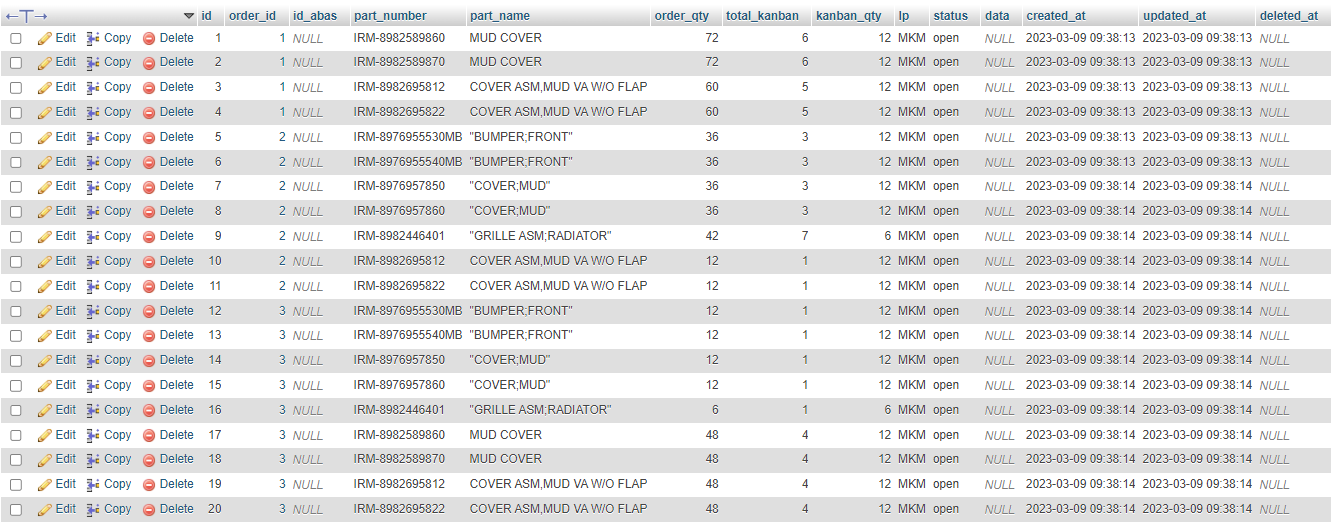 ←T→ id order_id id_abas part_number part_name order_qty total_kanban kanban_qty lp status data created_at updated_at deleted_at
Edit Copy Delete 1 1 NULL IRM-8982589860 MUD COVER 72 6 12 MKM open NULL 2023-03-09 09:38:13 2023-03-09 09:38:13 NULL
Edit Copy Delete 2 1 NULL IRM-8982589870 MUD COVER 72 6 12 MKM open NULL 2023-03-09 09:38:13 2023-03-09 09:38:13 NULL
Edit Copy Delete 3 1 NULL IRM-8982695812 COVER ASM,MUD VA W/O FLAP 60 5 12 MKM open NULL 2023-03-09 09:38:13 2023-03-09 09:38:13 NULL
Edit Copy Delete 4 1 NULL IRM-8982695822 COVER ASM,MUD VA W/O FLAP 60 5 12 MKM open NULL 2023-03-09 09:38:13 2023-03-09 09:38:13 NULL
Edit Copy Delete 5 2 NULL IRM-8976955530MB "BUMPER;FRONT" 36 3 12 MKM open NULL 2023-03-09 09:38:13 2023-03-09 09:38:13 NULL
Edit Copy Delete 6 2 NULL IRM-8976955540MB "BUMPER;FRONT" 36 3 12 MKM open NULL 2023-03-09 09:38:13 2023-03-09 09:38:13 NULL
Edit Copy Delete 7 2 NULL IRM-8976957850 "COVER;MUD" 36 3 12 MKM open NULL 2023-03-09 09:38:14 2023-03-09 09:38:14 NULL
Edit Copy Delete 8 2 NULL IRM-8976957860 "COVER;MUD" 36 3 12 MKM open NULL 2023-03-09 09:38:14 2023-03-09 09:38:14 NULL
Edit Copy Delete 9 2 NULL IRM-8982446401 "GRILLE ASM;RADIATOR" 42 7 6 MKM open NULL 2023-03-09 09:38:14 2023-03-09 09:38:14 NULL
Edit Copy Delete 10 2 NULL IRM-8982695812 COVER ASM,MUD VA W/O FLAP 12 1 12 MKM open NULL 2023-03-09 09:38:14 2023-03-09 09:38:14 NULL
Edit Copy Delete 11 2 NULL IRM-8982695822 COVER ASM,MUD VA W/O FLAP 12 1 12 MKM open NULL 2023-03-09 09:38:14 2023-03-09 09:38:14 NULL
Edit Copy Delete 12 3 NULL IRM-8976955530MB "BUMPER;FRONT" 12 1 12 MKM open NULL 2023-03-09 09:38:14 2023-03-09 09:38:14 NULL
Edit Copy Delete 13 3 NULL IRM-8976955540MB "BUMPER;FRONT" 12 1 12 MKM open NULL 2023-03-09 09:38:14 2023-03-09 09:38:14 NULL
Edit Copy Delete 14 3 NULL IRM-8976957850 "COVER;MUD" 12 1 12 MKM open NULL 2023-03-09 09:38:14 2023-03-09 09:38:14 NULL
Edit Copy Delete 15 3 NULL IRM-8976957860 "COVER;MUD" 12 1 12 MKM open NULL 2023-03-09 09:38:14 2023-03-09 09:38:14 NULL
Edit Copy Delete 16 3 NULL IRM-8982446401 "GRILLE ASM;RADIATOR" 6 1 6 MKM open NULL 2023-03-09 09:38:14 2023-03-09 09:38:14 NULL
Edit Copy Delete 17 3 NULL IRM-8982589860 MUD COVER 48 4 12 MKM open NULL 2023-03-09 09:38:14 2023-03-09 09:38:14 NULL
Edit Copy Delete 18 3 NULL IRM-8982589870 MUD COVER 48 4 12 MKM open NULL 2023-03-09 09:38:14 2023-03-09 09:38:14 NULL
Edit Copy Delete 19 3 NULL IRM-8982695812 COVER ASM,MUD VA W/O FLAP 48 4 12 MKM open NULL 2023-03-09 09:38:14 2023-03-09 09:38:14 NULL
Edit Copy Delete 20 3 NULL IRM-8982695822 COVER ASM,MUD VA W/O FLAP 48 4 12 MKM open NULL 2023-03-09 09:38:14 2023-03-09 09:38:14 NULL